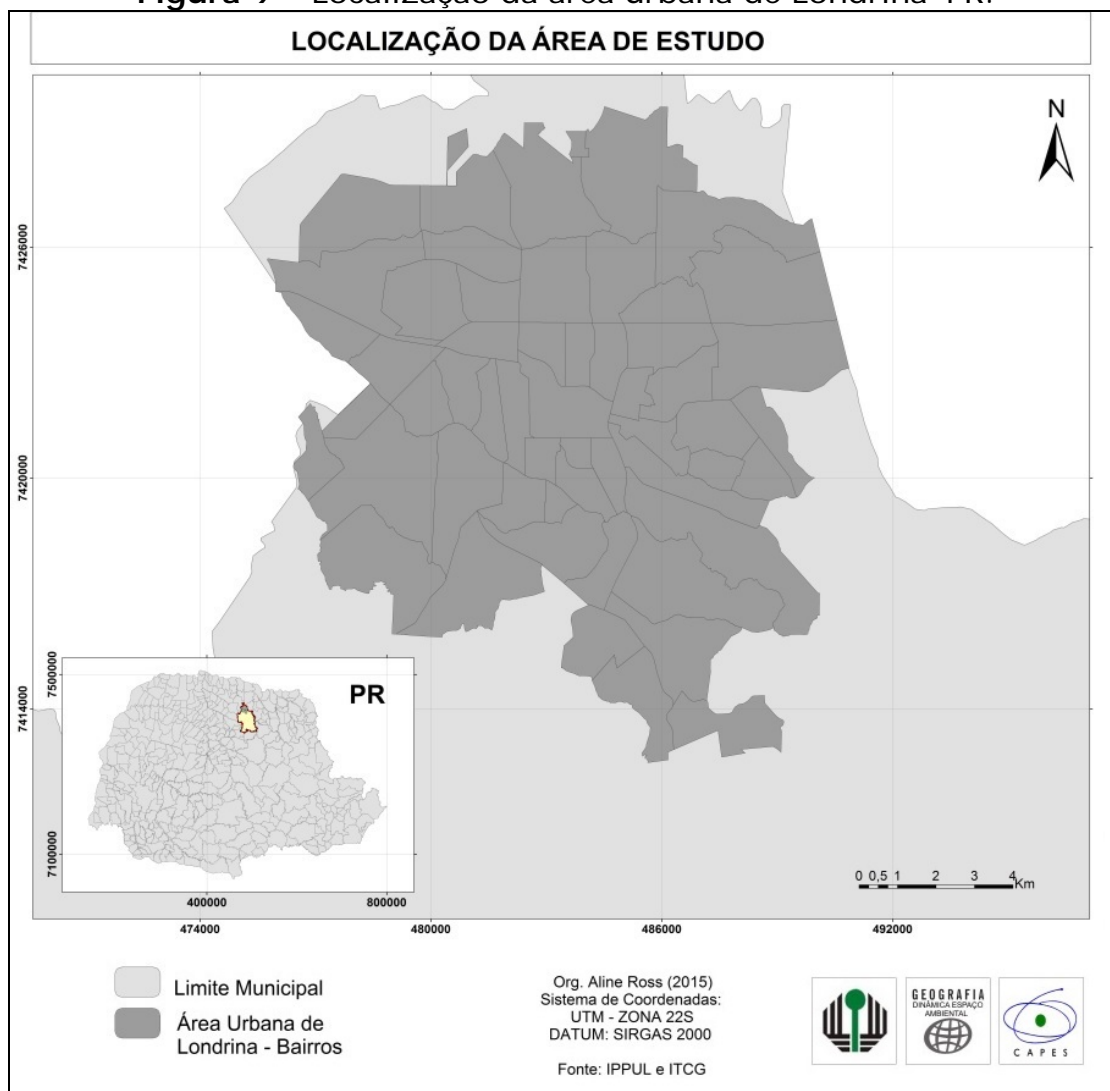 Localização da área urbana de Londrina
LOCALIZAÇÃO DA ÁREA DE ESTUDO
N
7426000
7420000
7414000
PR
7500000
7100000
400000 800000
0 0,5 1 2 3 4
Km
474000 480000 486000 492000
Limite Municipal
Área Urbana de
Londrina - Bairros
Org. Aline Ross (2015)
Sistema de Coordenadas:
UTM - ZONA 22S
DATUM: SIRGAS 2000
Fonte: IPPUL e ITCG
GEOGRAFIA
DINÂMICA ESPAÇO
AMBIENTAL
CAPES